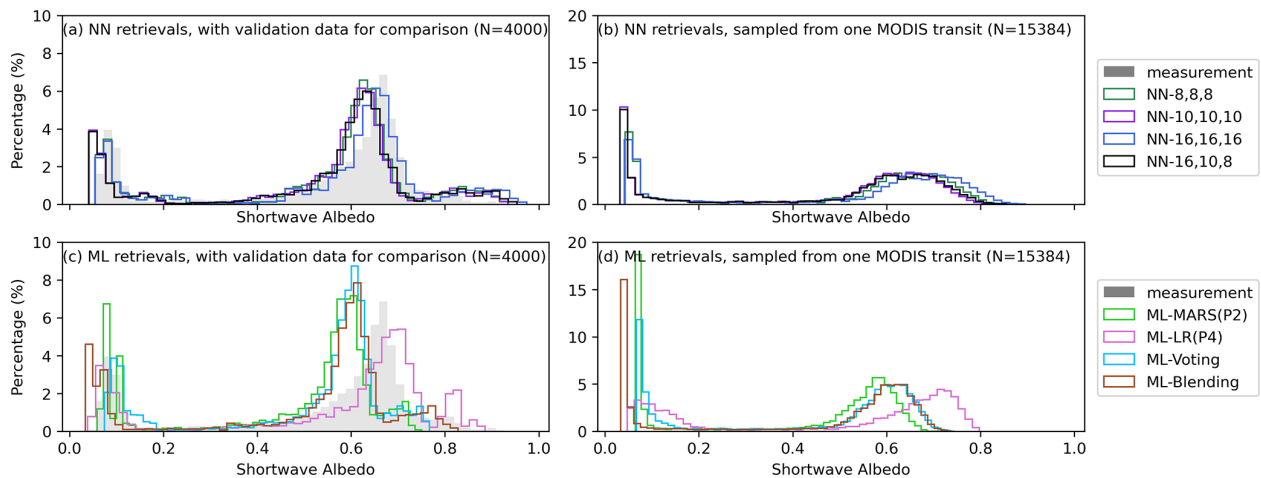 (a) NN retrievals, with validation data for comparison (N=4000)
10
8
6
4
2
0
Percentage (%)
Shortwave Albedo
(b) NN retrievals, sampled from one MODIS transit (N=15384)
20
15
10
5
0
Shortwave Albedo
measurement
NN-8,8,8
NN-10,10,10
NN-16,16,16
NN-16,10,8
(c) ML retrievals, with validation data for comparison (N=4000)
10
8
6
4
2
0
Percentage (%)
0.0 0.2 0.4 0.6 0.8 1.0
Shortwave Albedo
(d) ML retrievals, sampled from one MODIS transit (N=15384)
20
15
10
5
0
0.0 0.2 0.4 0.6 0.8 1.0
Shortwave Albedo
measurement
ML-MARS(P2)
ML-LR(P4)
ML-Voting
ML-Blending